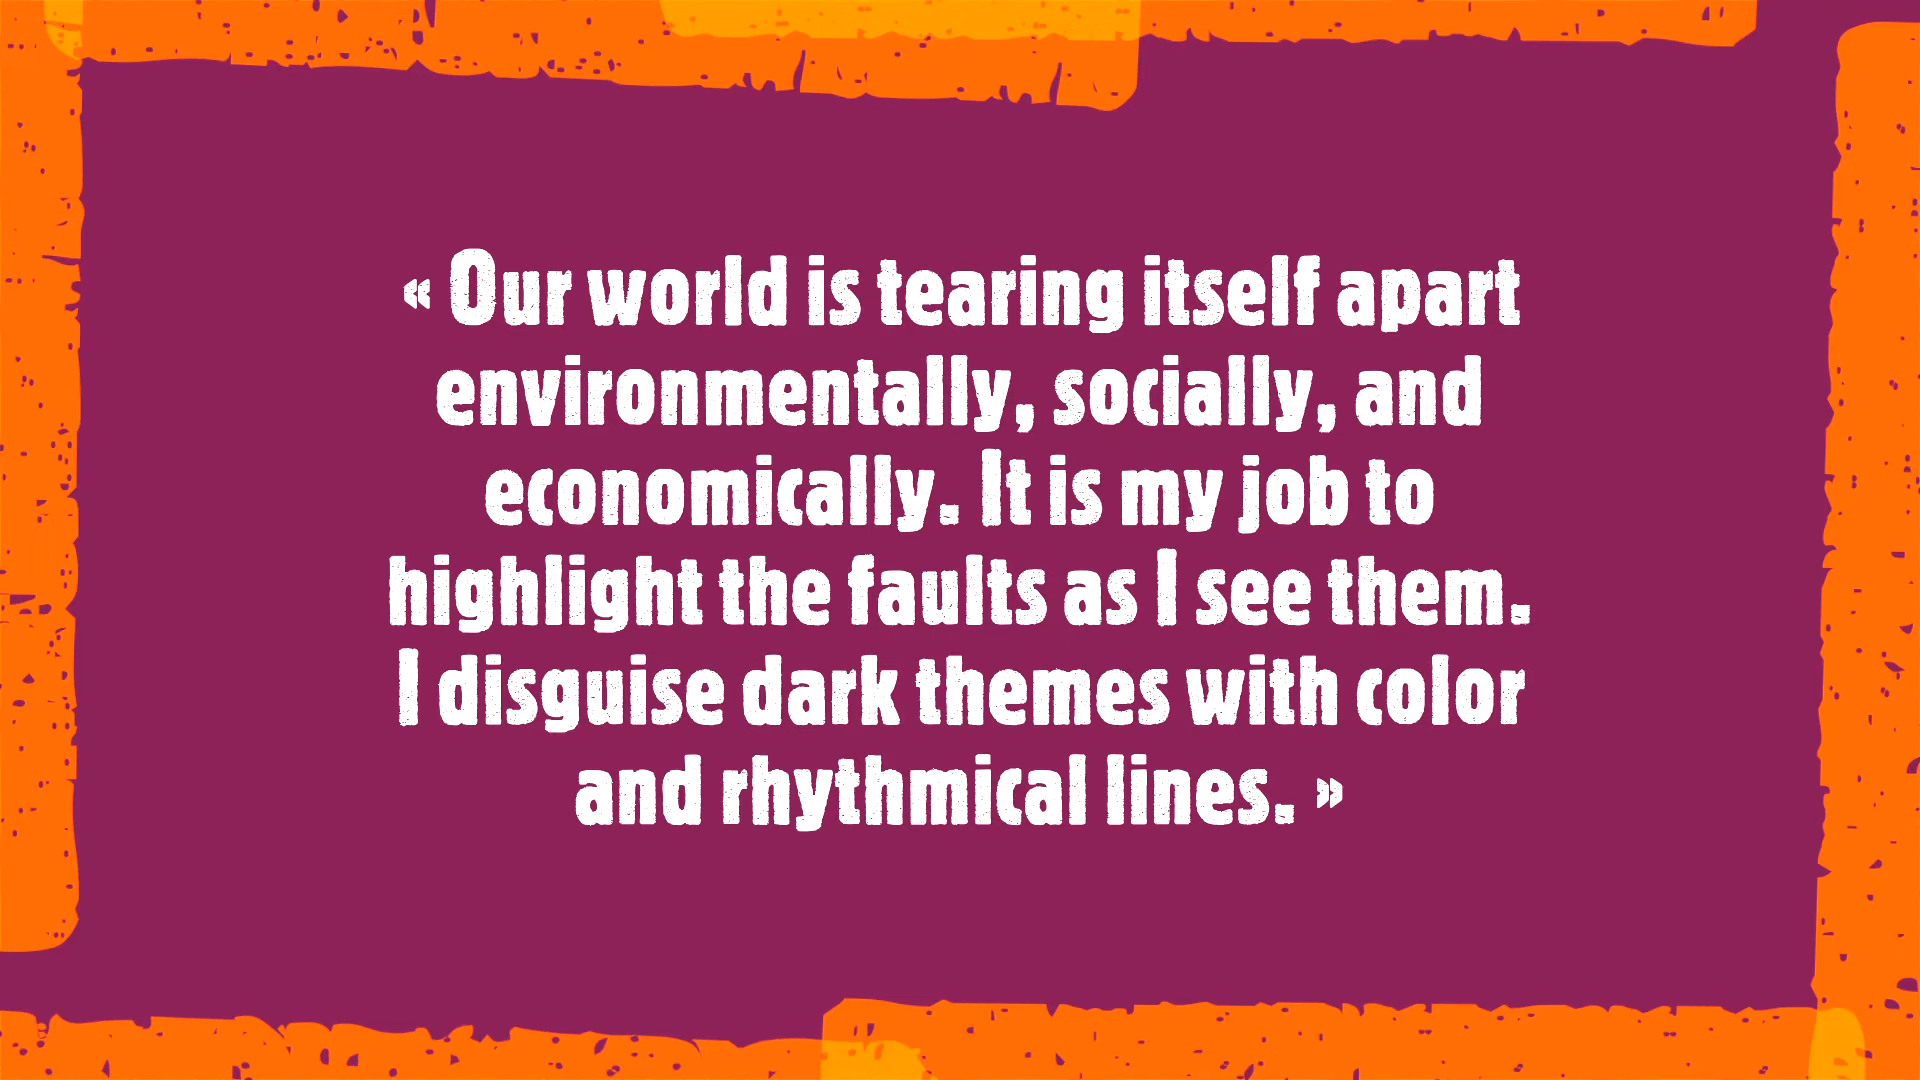 « Our world is tearing itself apart
environmentally, socially, and
economically. It is my job to
highlight the faults as I see them.
I disguise dark themes with color
and rhythmical lines. »